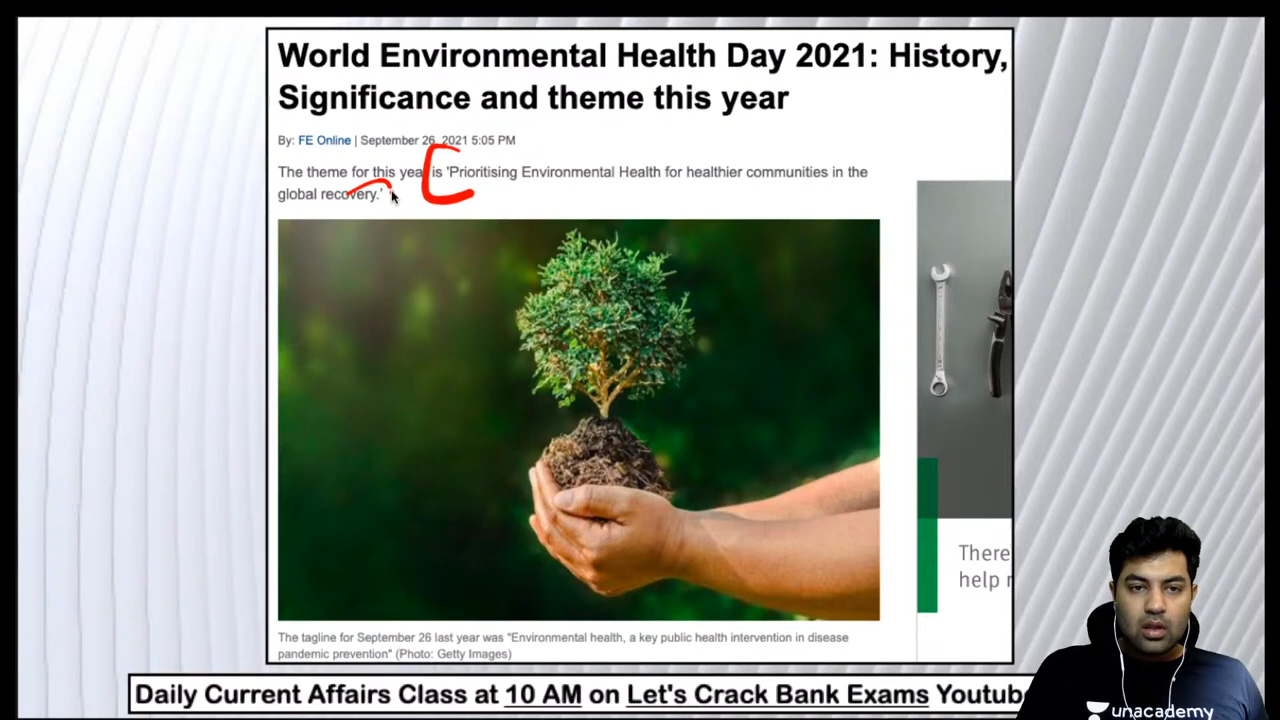 World Environmental Health Day 2021: History,
Significance and theme this year
By: FE Online | September 26, 2021 5:05 PM
The theme for this year is 'Prioritising Environmental Health for healthier communities in the
global recovery.'
There
help
The tagline for September 26 last year was "Environmental health, a key public health intervention in disease
pandemic prevention" (Photo: Getty Images)
Daily Current Affairs Class at 10 AM on Let's Crack Bank Exams Youtube
unacademy